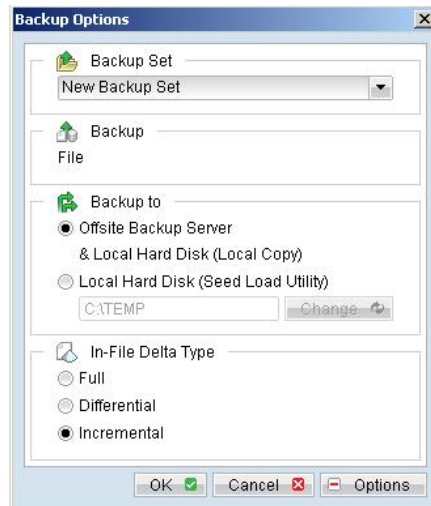 Backup Options
Backup Set
New Backup Set
Backup
File
Backup to
Offsite Backup Server
& Local Hard Disk (Local Copy)
Local Hard Disk (Seed Load Utility)
C:\TEMP Change
In-File Delta Type
Full
Differential
Incremental
OK Cancel Options